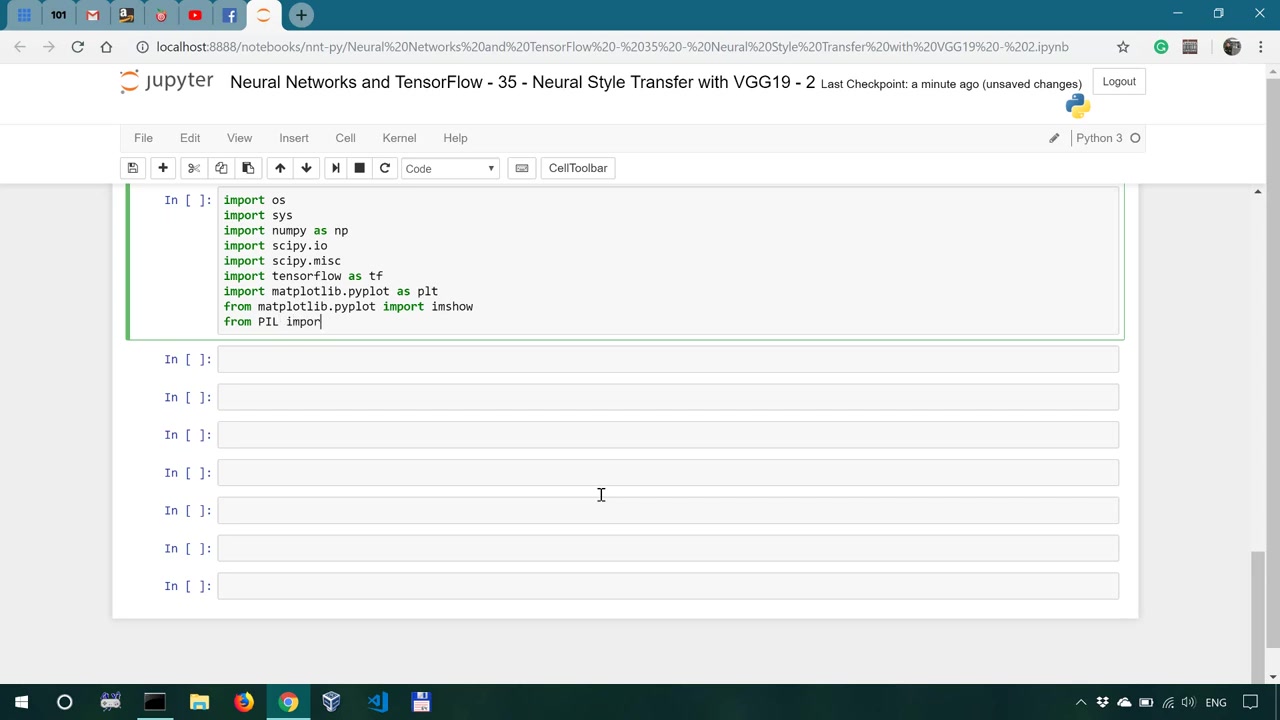 101
localhost:8888/notebooks/nnt-py/Neural%20Networks%20and%20TensorFlow%20-%2035%20-%20Neural%20Style%20Transfer%20with%20VGG19%20-%202.ipynb
jupyter Neural Networks and TensorFlow - 35 - Neural Style Transfer with VGG19 - 2 Last Checkpoint: a minute ago (unsaved changes) Logout
File Edit View Insert Cell Kernel Help Python 3
Code CellToolbar
In [ ]: import os
import sys
import numpy as np
import scipy.io
import scipy.misc
import tensorflow as tf
import matplotlib.pyplot as plt
from matplotlib.pyplot import imshow
from PIL impor
In [ ]:
In [ ]:
In [ ]:
In [ ]:
In [ ]:
In [ ]:
In [ ]:
ENG